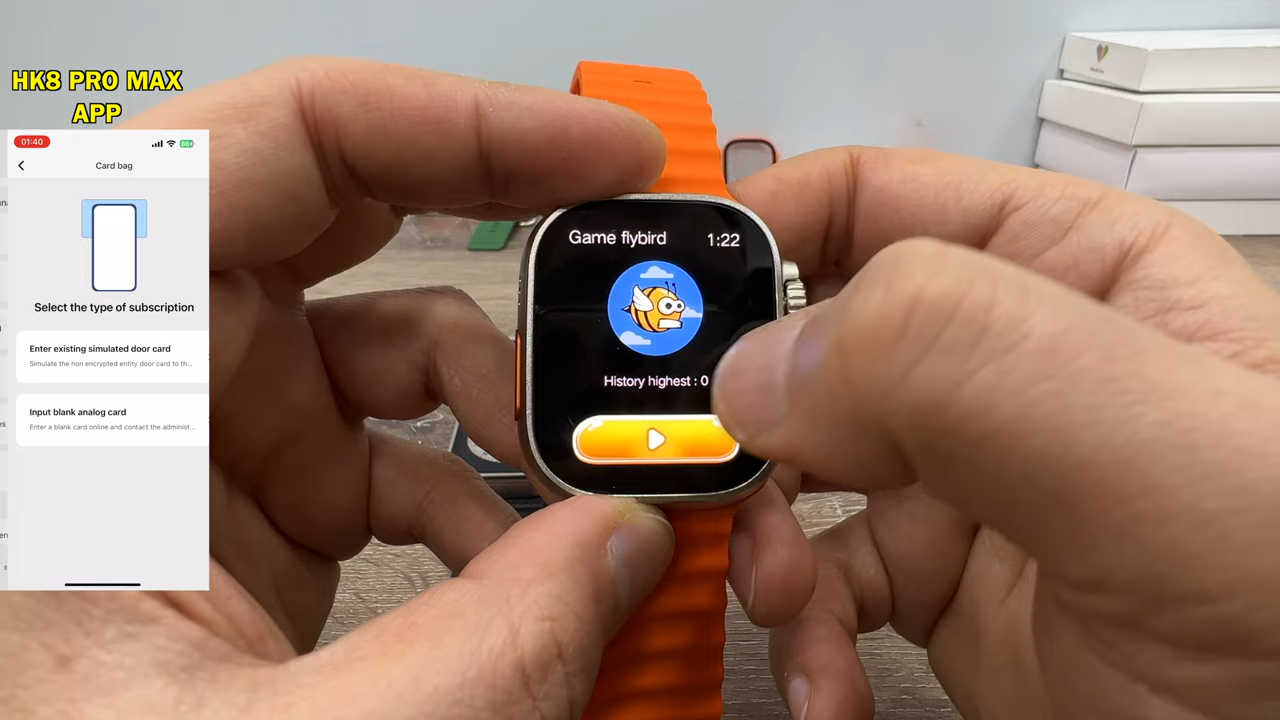 HK8 PRO MAX
APP
01:40
86+
Card bag
Select the type of subscription
Enter existing simulated door card
Simulate the non encrypted entity door card to th...
Input blank analog card
Enter a blank card online and contact the administ...
Game flybird
1:22
History highest : 0